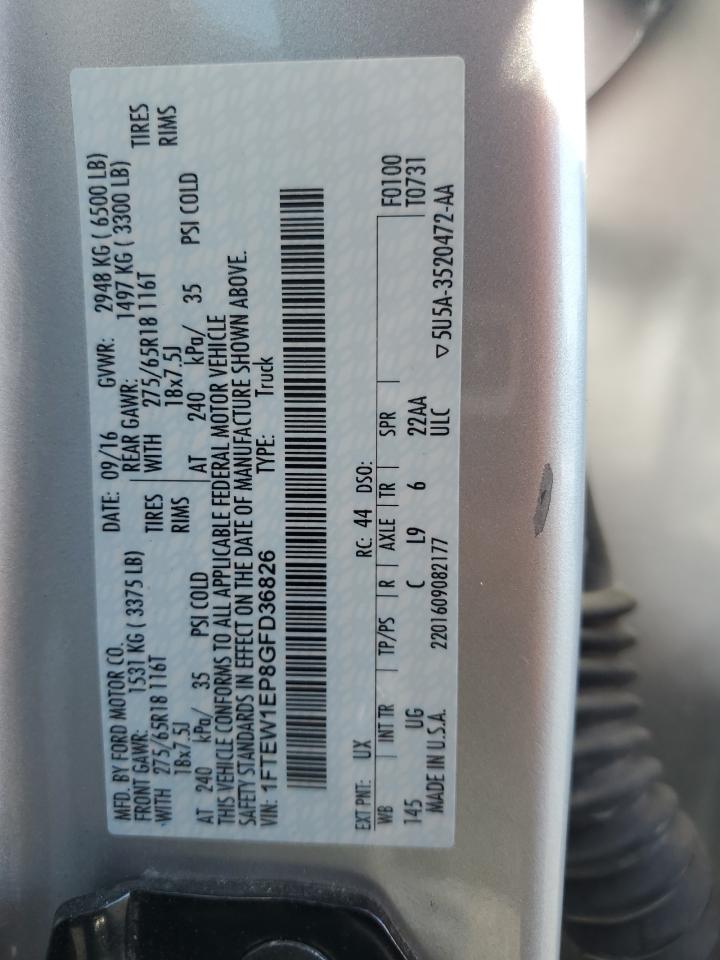 MFD. BY FORD MOTOR CO. DATE: 09/16 GVWR: 2948 KG ( 6500 LB)
FRONT GAWR: 1531 KG ( 3375 LB) REAR GAWR: 1497 KG ( 3300 LB)
WITH 275/65R18 116T TIRES WITH 275/65R18 116T TIRES
18x7.5J RIMS 18x7.5J RIMS
AT 240 kPa/ 35 PSI COLD AT 240 kPa/ 35 PSI COLD
THIS VEHICLE CONFORMS TO ALL APPLICABLE FEDERAL MOTOR VEHICLE
SAFETY STANDARDS IN EFFECT ON THE DATE OF MANUFACTURE SHOWN ABOVE.
VIN: 1FTEW1EP8GFD36826 TYPE: Truck
EXT PNT: UX RC: 44 DSO:
WB INT TR TP/PS R AXLE TR SPR F0100
145 UG C L9 6 22AA T0731
MADE IN U.S.A. 2201609082177 ULC ▽5U5A-3520472-AA